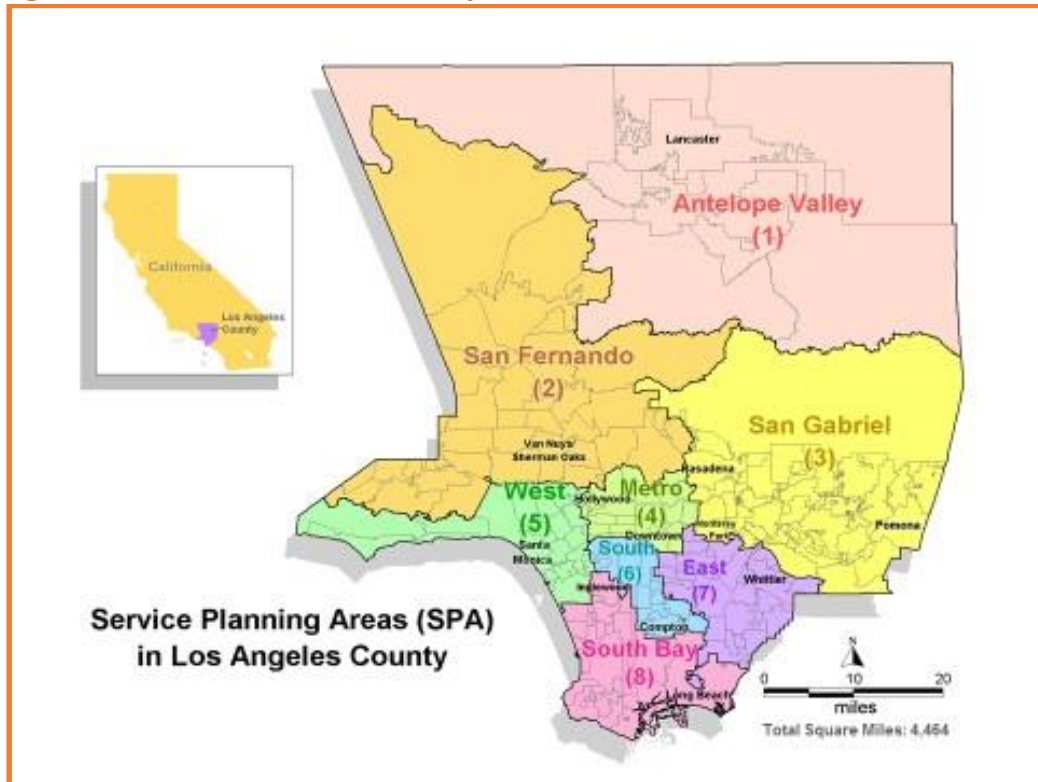 Lancaster
Antelope Valley
(1)
California
Los Angeles
County
San Fernando
(2)
Van Nuys/
Sherman Oaks
San Gabriel
(3)
Pasadena
Pomona
West
(5)
Santa
Monica
Hollywood
Metro
(4)
Downtown
Monterey
Park
South
(6)
Inglewood
Compton
East
(7)
Whittier
South Bay
(8)
Long Beach
Service Planning Areas (SPA)
in Los Angeles County
N
0 10 20
miles
Total Square Miles: 4,464